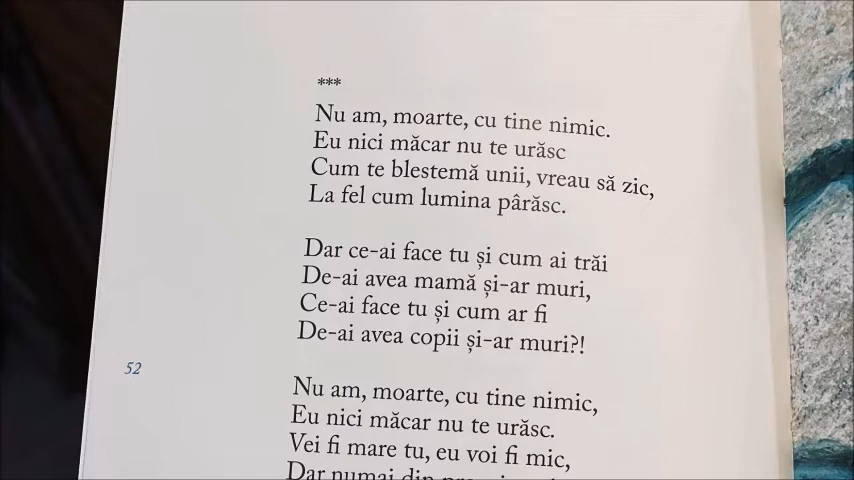 ***
Nu am, moarte, cu tine nimic.
Eu nici măcar nu te urăsc
Cum te blestemă unii, vreau să zic,
La fel cum lumina pârăsc.
Dar ce-ai face tu și cum ai trăi
De-ai avea mamă și-ar muri,
Ce-ai face tu și cum ar fi
De-ai avea copii și-ar muri?!
52
Nu am, moarte, cu tine nimic,
Eu nici măcar nu te urăsc.
Vei fi mare tu, eu voi fi mic,
Dar numai din